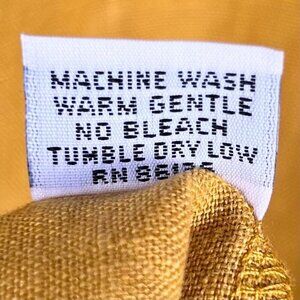 MACHINE WASH
WARM GENTLE
NO BLEACH
TUMBLE DRY LOW
RN